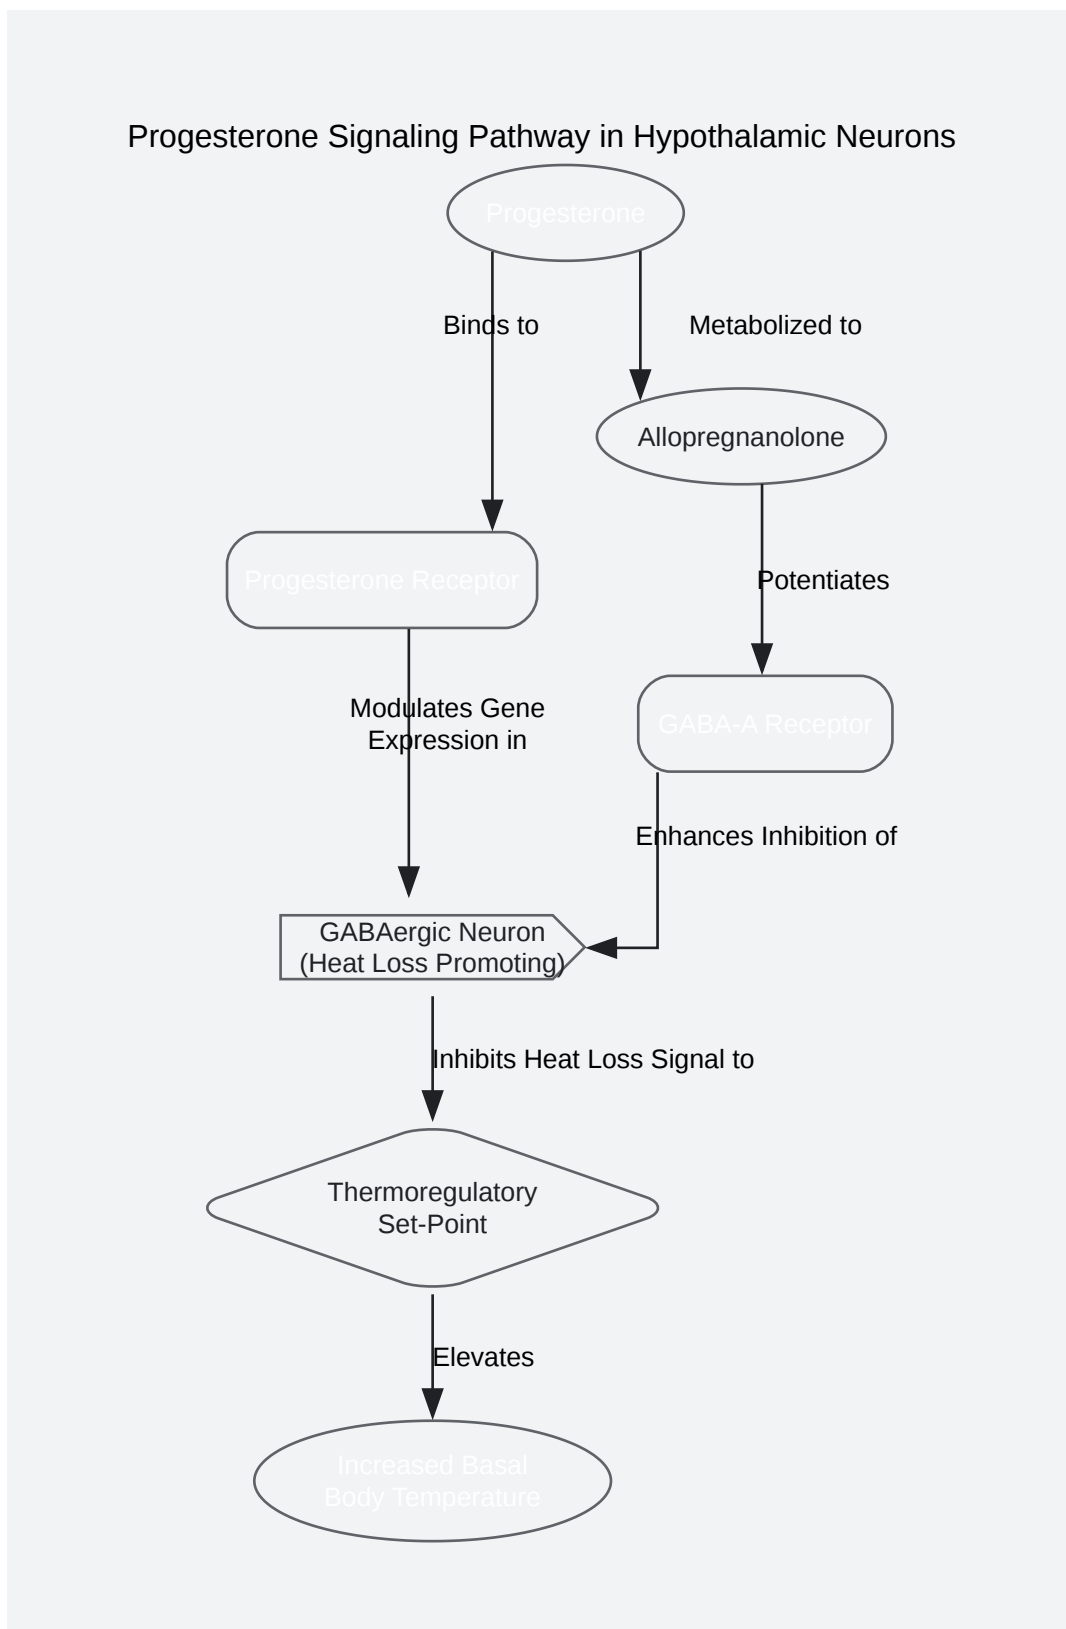 Progesterone Signaling Pathway in Hypothalamic Neurons
Progesterone
Binds to
Metabolized to
Allopregnanolone
Progesterone Receptor
Potentiates
Modulates Gene
Expression in
GABA-A Receptor
Enhances Inhibition of
GABAergic Neuron
(Heat Loss Promoting)
Inhibits Heat Loss Signal to
Thermoregulatory
Set-Point
Elevates
Increased Basal
Body Temperature